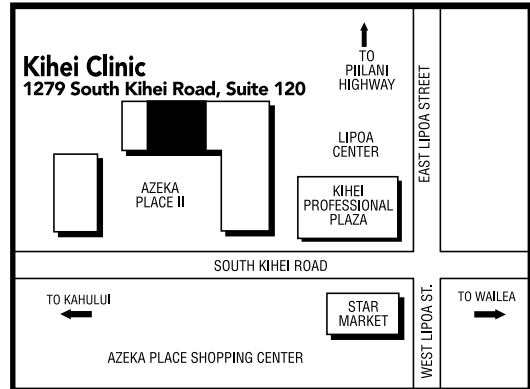 Kihei Clinic
1279 South Kihei Road, Suite 120
TO
PIILANI
HIGHWAY
LIPOA
CENTER
EAST LIPOA STREET
AZEKA
PLACE II
KIHEI
PROFESSIONAL
PLAZA
SOUTH KIHEI ROAD
TO KAHULUI
STAR
MARKET
WEST LIPOA ST.
TO WAILEA
AZEKA PLACE SHOPPING CENTER